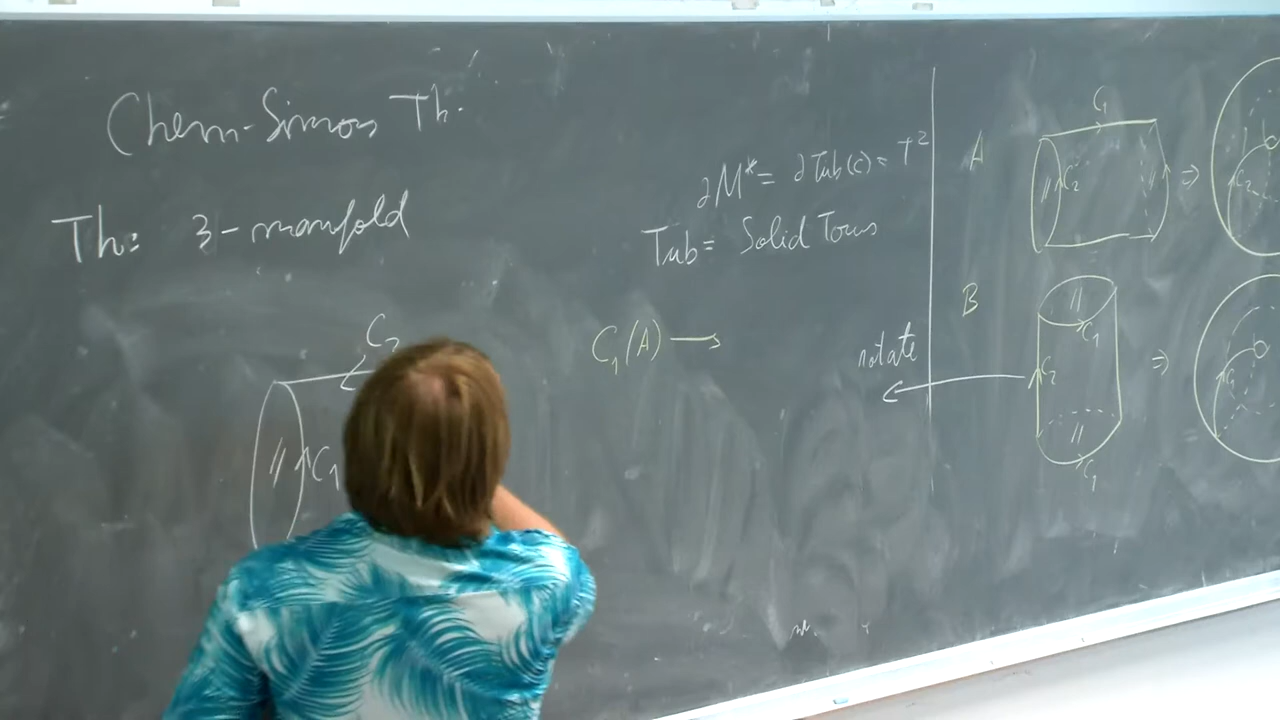 Chern-Simons Th.
Th: 3-manifold
C₂
// C₁
∂M* = ∂Tub(c) = T²
Tub = Solid Torus
C₁(A) →
rotate
A
C₁
// C₂ //
⇒
C₂
B
//
C₁
C₂
//
C₁
⇒